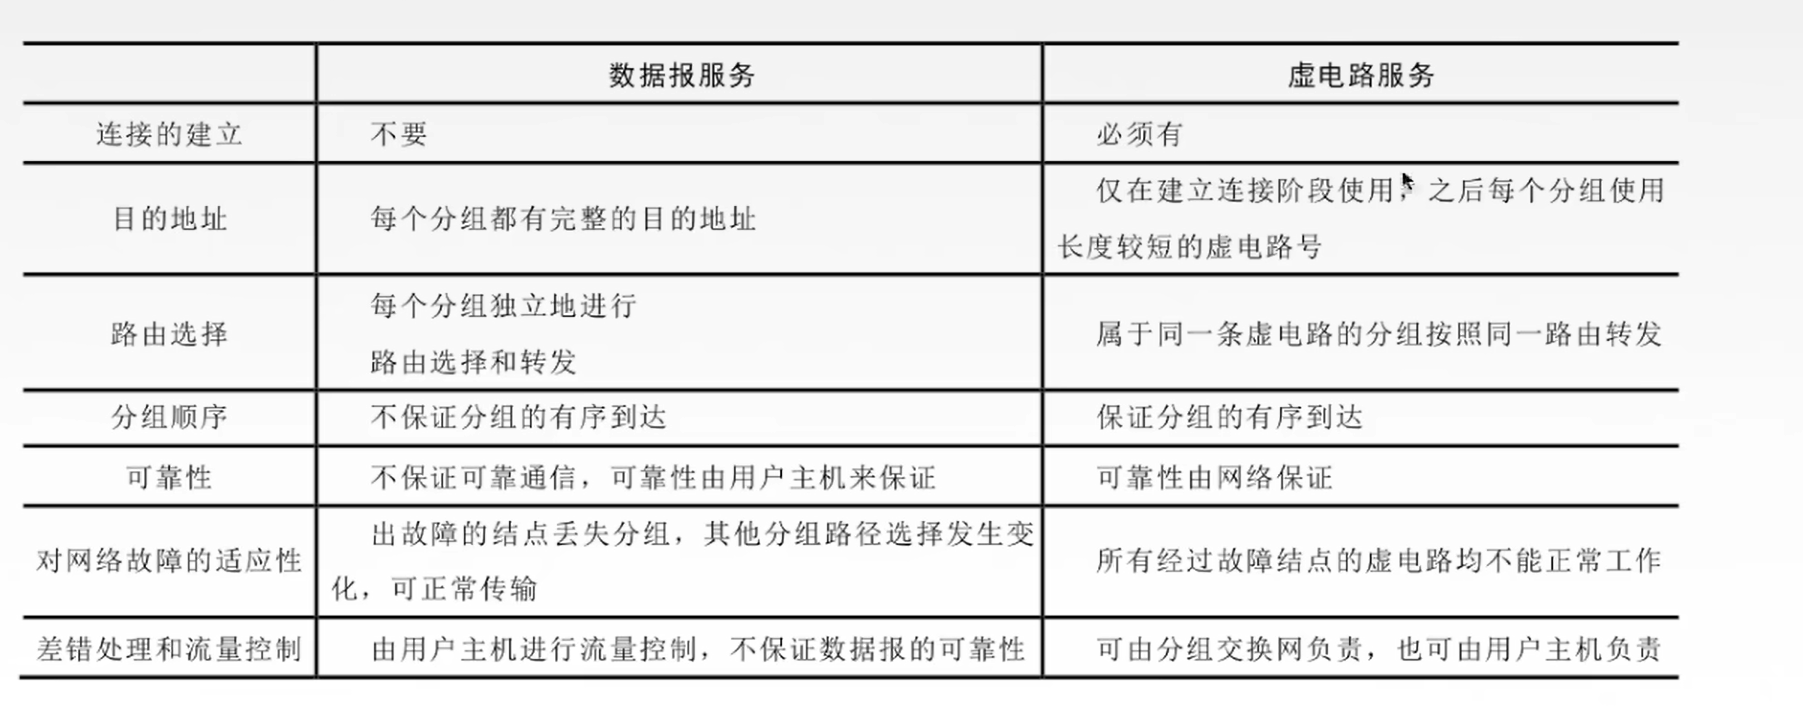 数据报服务 虚电路服务
连接的建立 不要 必须有
目的地址 每个分组都有完整的目的地址 仅在建立连接阶段使用，之后每个分组使用
长度较短的虚电路号
路由选择 每个分组独立地进行
路由选择和转发 属于同一条虚电路的分组按照同一路由转发
分组顺序 不保证分组的有序到达 保证分组的有序到达
可靠性 不保证可靠通信，可靠性由用户主机来保证 可靠性由网络保证
对网络故障的适应性 出故障的结点丢失分组，其他分组路径选择发生变
化，可正常传输 所有经过故障结点的虚电路均不能正常工作
差错处理和流量控制 由用户主机进行流量控制，不保证数据报的可靠性 可由分组交换网负责，也可由用户主机负责